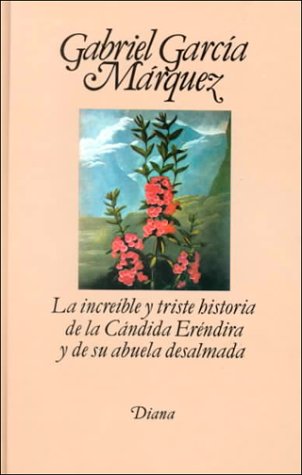 Gabriel García
Márquez
La increíble y triste historia
de la Cándida Eréndira
y de su abuela desalmada
Diana